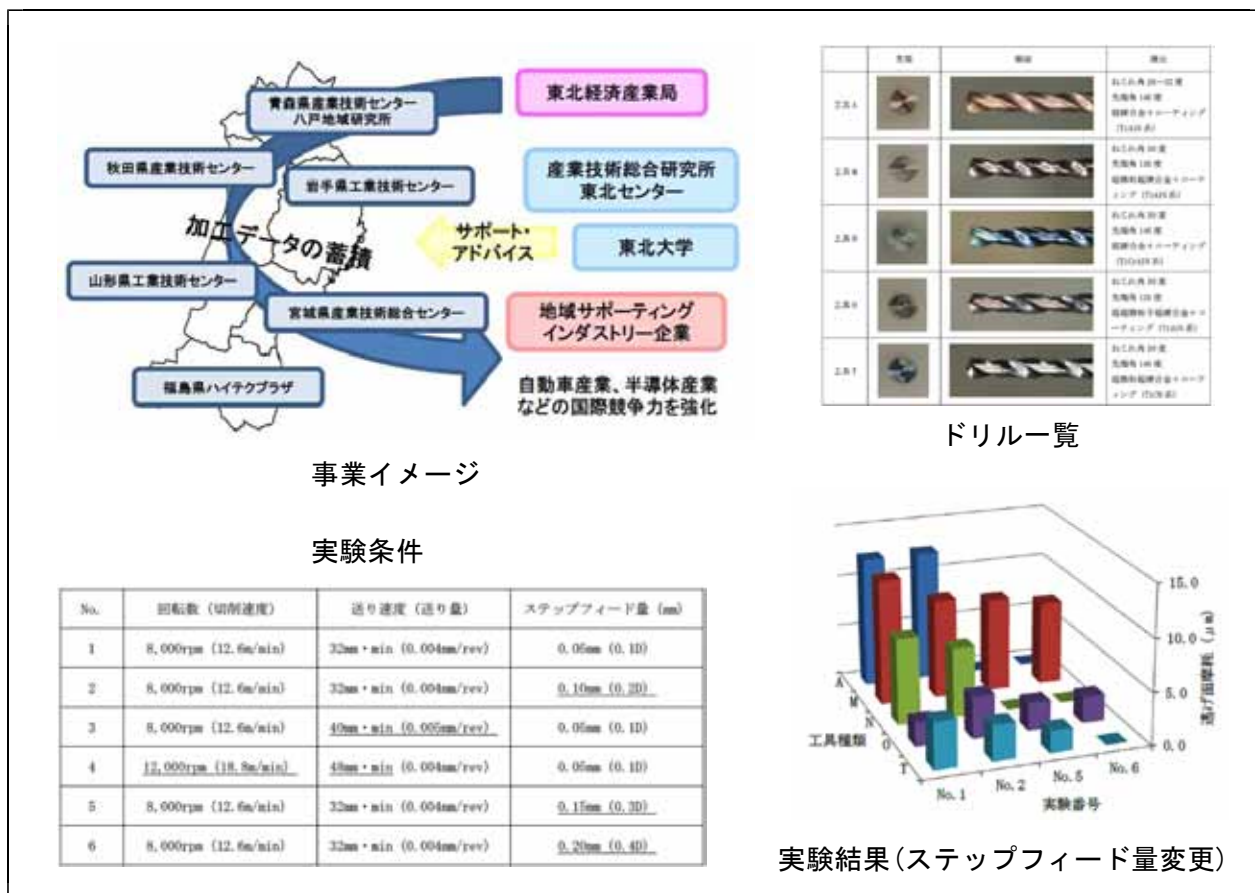 東北経済産業局
青森県産業技術センター
八戸地域研究所
秋田県産業技術センター
岩手県工業技術センター
産業技術総合研究所
東北センター
加工データの蓄積
サポート・
アドバイス
東北大学
山形県工業技術センター
宮城県産業技術総合センター
地域サポーティング
インダストリー企業
福島県ハイテクプラザ
自動車産業、半導体産業
などの国際競争力を強化
事業イメージ
ドリル一覧
実験条件
No. 回転数（切削速度） 送り速度（送り量） ステップフィード量（mm）
1 8,000rpm (12.6m/min) 32mm・min (0.004mm/rev) 0.05mm (0.1D)
2 8,000rpm (12.6m/min) 32mm・min (0.004mm/rev) 0.10mm (0.2D)
3 8,000rpm (12.6m/min) 40mm・min (0.005mm/rev) 0.05mm (0.1D)
4 12,000rpm (18.8m/min) 48mm・min (0.004mm/rev) 0.05mm (0.1D)
5 8,000rpm (12.6m/min) 32mm・min (0.004mm/rev) 0.15mm (0.3D)
6 8,000rpm (12.6m/min) 32mm・min (0.004mm/rev) 0.20mm (0.4D)
15.0
10.0
5.0
0.0
逃げ面摩耗（μm）
A
M
N
O
T
工具種類
No.1
No.2
No.5
No.6
実験番号
実験結果（ステップフィード量変更）